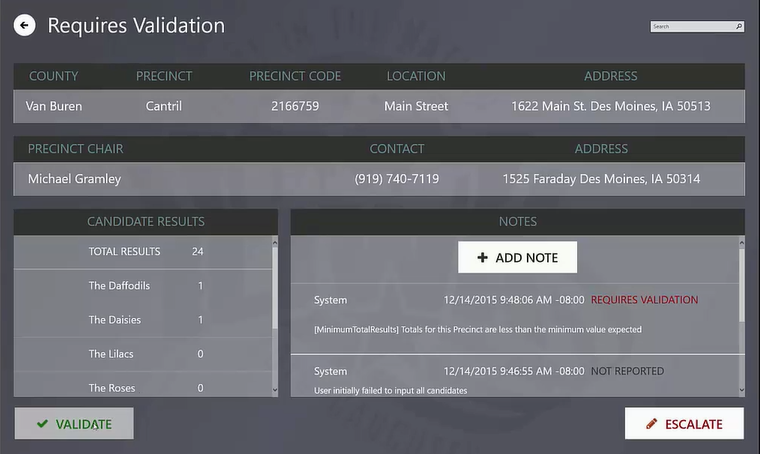 Requires Validation
Search
COUNTY PRECINCT PRECINCT CODE LOCATION ADDRESS
Van Buren Cantril 2166759 Main Street 1622 Main St. Des Moines, IA 50513
PRECINCT CHAIR CONTACT ADDRESS
Michael Gramley (919) 740-7119 1525 Faraday Des Moines, IA 50314
CANDIDATE RESULTS
TOTAL RESULTS 24
The Daffodils 1
The Daisies 1
The Lilacs 0
The Roses 0
NOTES
ADD NOTE
System 12/14/2015 9:48:06 AM -08:00 REQUIRES VALIDATION
[MinimumTotalResults] Totals for this Precinct are less than the minimum value expected
System 12/14/2015 9:46:55 AM -08:00 NOT REPORTED
User initially failed to input all candidates
VALIDATE
ESCALATE